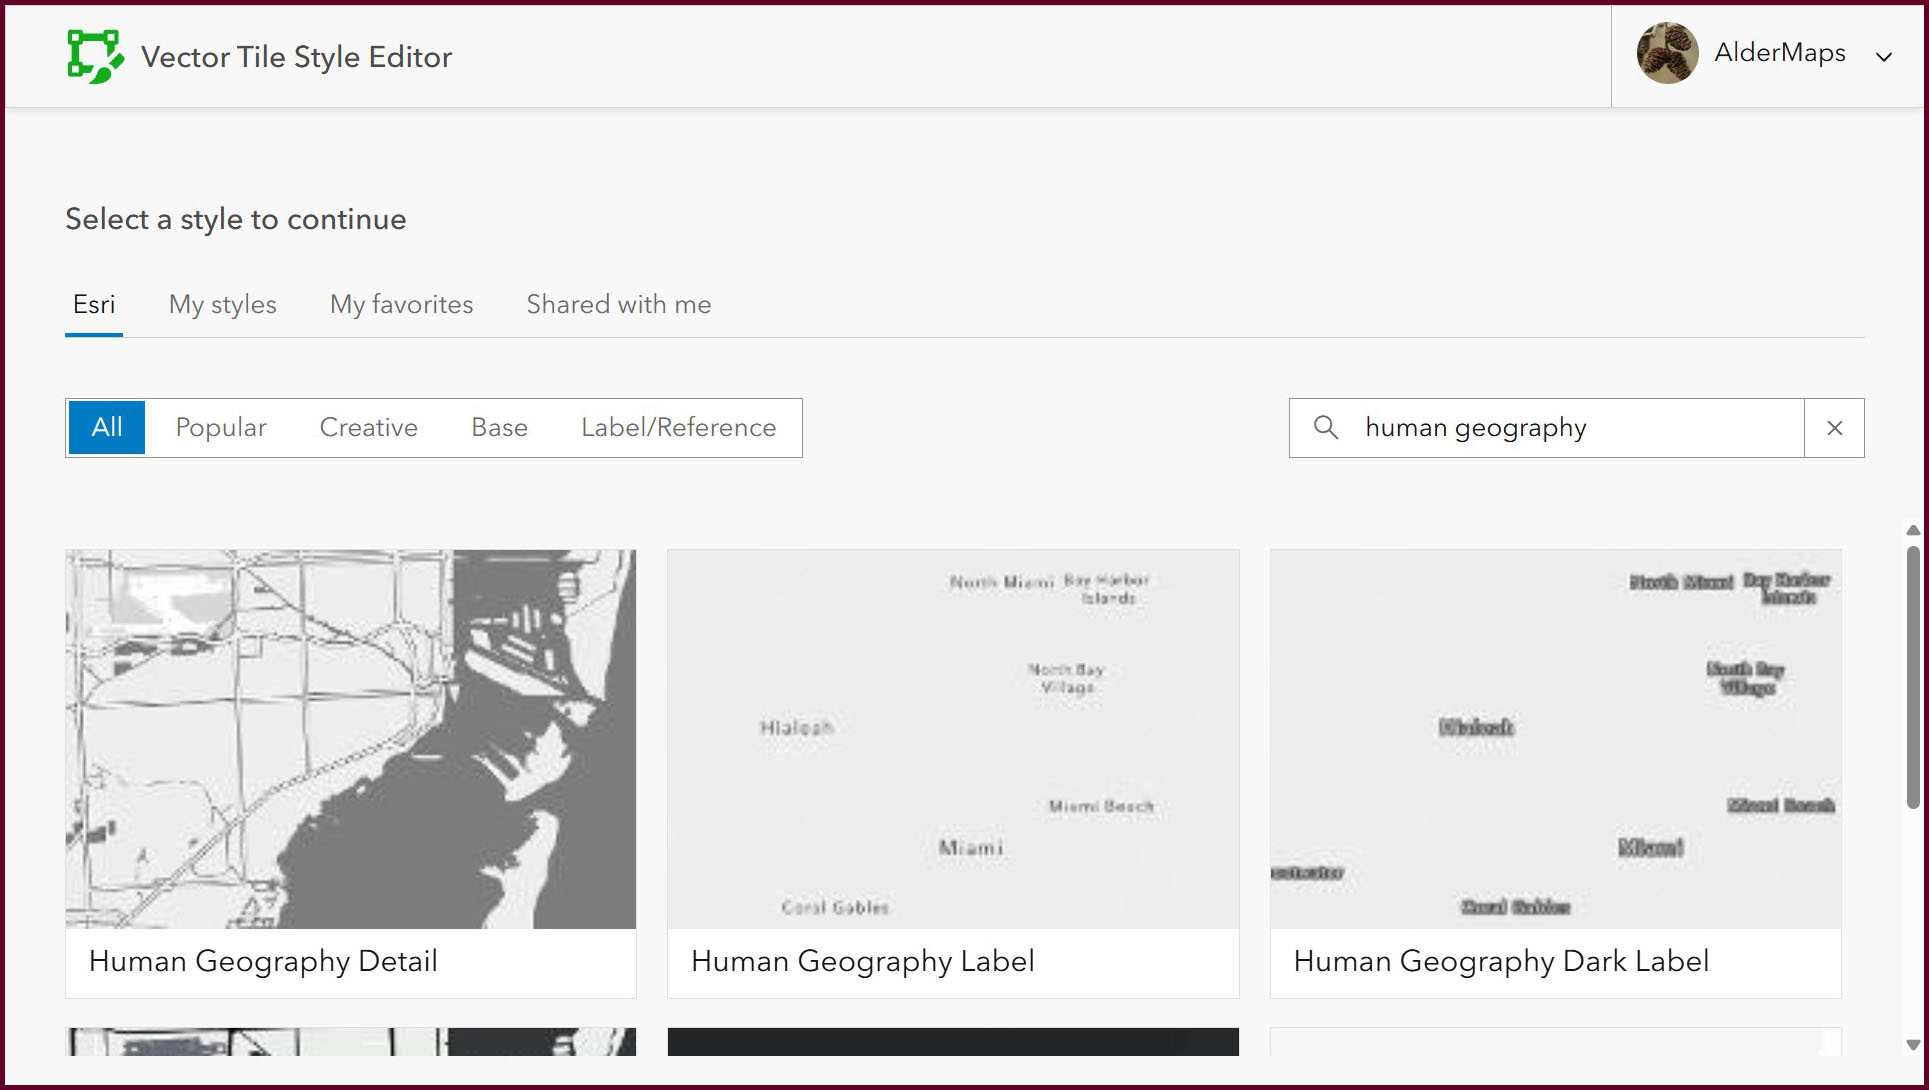 Vector Tile Style Editor
AlderMaps
Select a style to continue
Esri My styles My favorites Shared with me
All Popular Creative Base Label/Reference
human geography
North Miami Bay Harbor Islands
North Bay Village
Hialeah
Miami Beach
Miami
Coral Gables
North Miami Bay Harbor Islands
North Bay Village
Hialeah
Miami Beach
Miami
Coral Gables
Human Geography Detail
Human Geography Label
Human Geography Dark Label